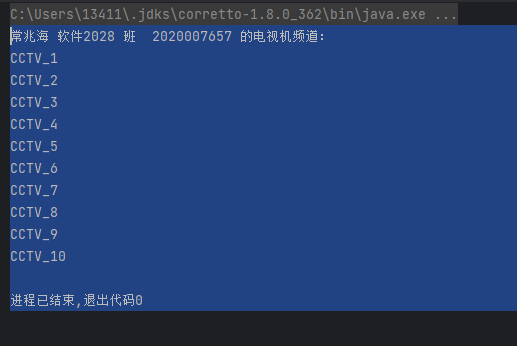 C:\Users\13411\.jdks\corretto-1.8.0_362\bin\java.exe ...
常兆海 软件2028 班  2020007657 的电视机频道:
CCTV_1
CCTV_2
CCTV_3
CCTV_4
CCTV_5
CCTV_6
CCTV_7
CCTV_8
CCTV_9
CCTV_10
进程已结束,退出代码0